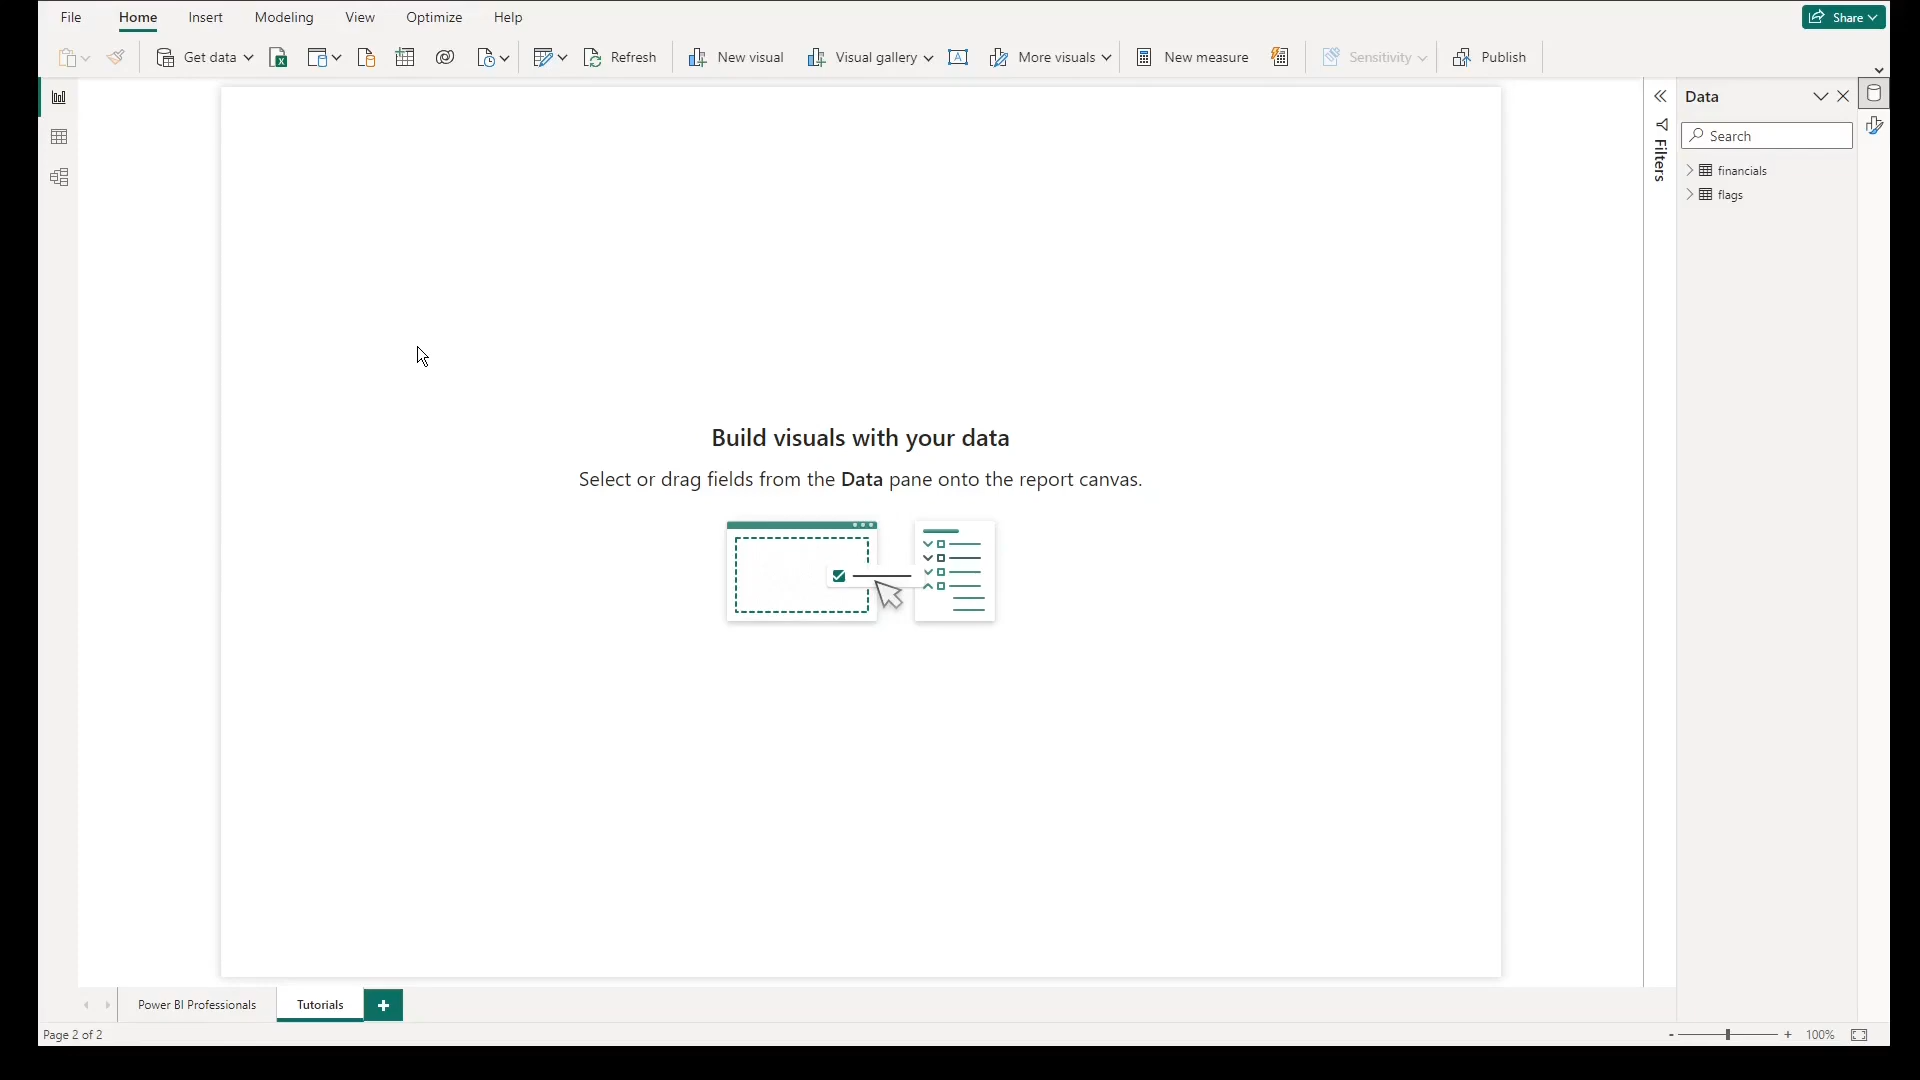 File Home Insert Modeling View Optimize Help Share
Get data Refresh New visual Visual gallery More visuals New measure Sensitivity Publish
Data
Search
Filters
financials
flags
Build visuals with your data
Select or drag fields from the Data pane onto the report canvas.
Power BI Professionals Tutorials +
Page 2 of 2 - + 100%